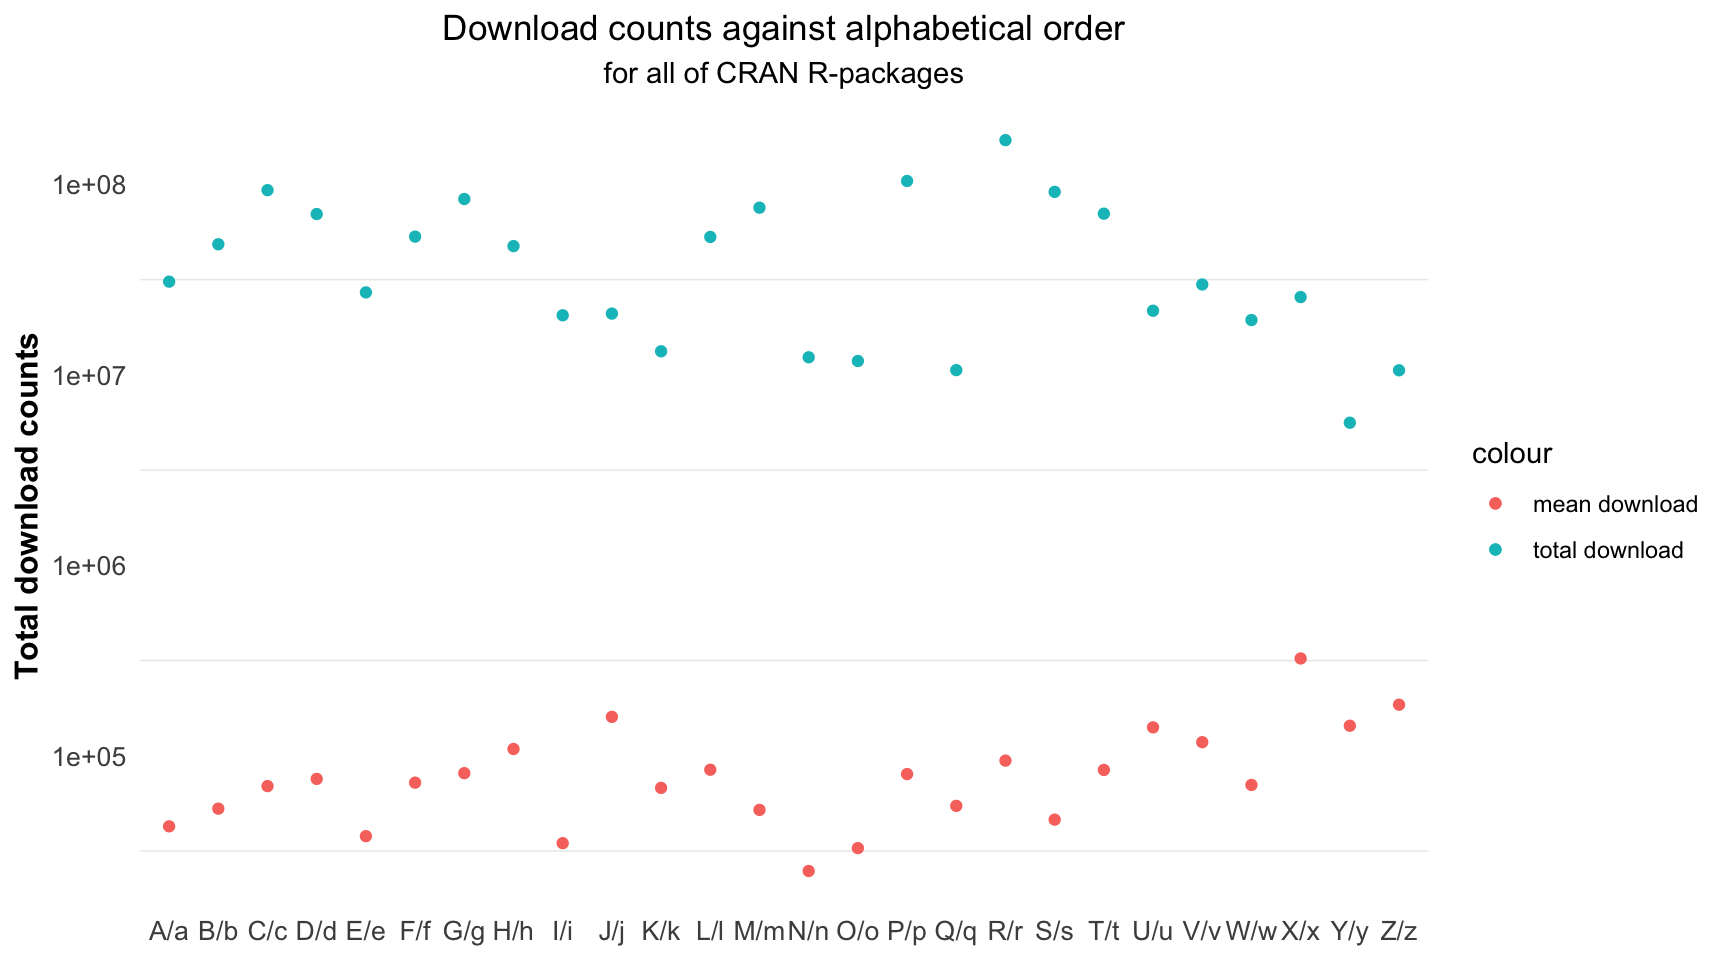 Download counts against alphabetical order
for all of CRAN R-packages
Total download counts
1e+08
1e+07
1e+06
1e+05
A/a B/b C/c D/d E/e F/f G/g H/h I/i J/j K/k L/l M/m N/n O/o P/p Q/q R/r S/s T/t U/u V/v W/w X/x Y/y Z/z
colour
mean download
total download